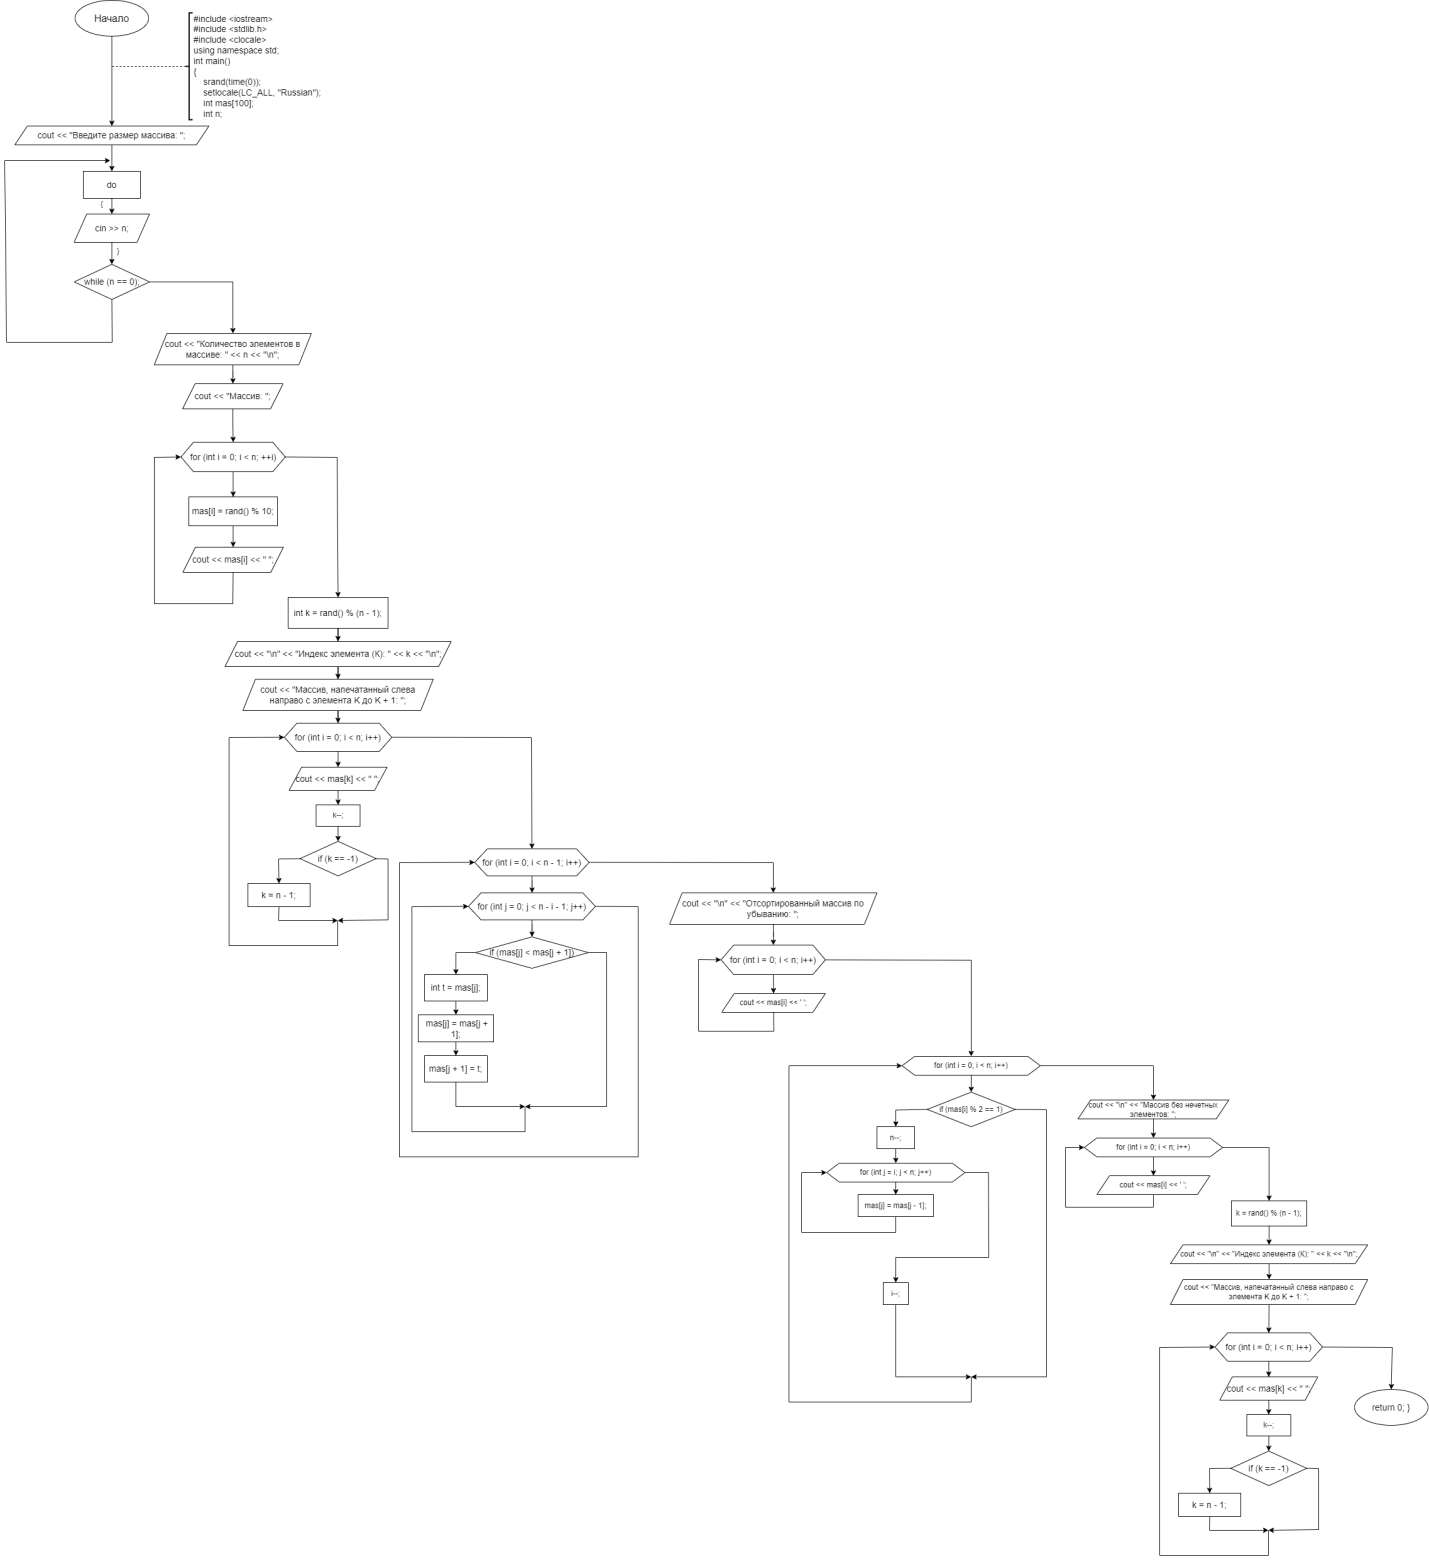 Начало
#include <iostream>
#include <stdlib.h>
#include <clocale>
using namespace std;
int main()
{
srand(time(0));
setlocale(LC_ALL, "Russian");
int mas[100];
int n;
cout << "Введите размер массива: ";
do
{
cin >> n;
}
while (n == 0);
cout << "Количество элементов в
массиве: " << n << "\n";
cout << "Массив: ";
for (int i = 0; i < n; ++i)
mas[i] = rand() % 10;
cout << mas[i] << " ";
int k = rand() % (n - 1);
cout << "\n" << "Индекс элемента (К): " << k << "\n";
cout << "Массив, напечатанный слева
направо с элемента K до K + 1: ";
for (int i = 0; i < n; i++)
cout << mas[k] << " ";
k--;
if (k == -1)
k = n - 1;
for (int i = 0; i < n - 1; i++)
for (int j = 0; j < n - i - 1; j++)
if (mas[j] < mas[j + 1])
int t = mas[j];
mas[j] = mas[j +
1];
mas[j + 1] = t;
cout << "\n" << "Отсортированный массив по
убыванию: ";
for (int i = 0; i < n; i++)
cout << mas[i] << ' ';
for (int i = 0; i < n; i++)
if (mas[i] % 2 == 1)
n--;
for (int j = i; j < n; j++)
mas[j] = mas[j - 1];
i--;
cout << "\n" << "Массив без нечетных
элементов: ";
for (int i = 0; i < n; i++)
cout << mas[i] << ' ';
k = rand() % (n - 1);
cout << "\n" << "Индекс элемента (К): " << k << "\n";
cout << "Массив, напечатанный слева направо с
элемента K до K + 1: ";
for (int i = 0; i < n; i++)
cout << mas[k] << " "
k--;
if (k == -1)
k = n - 1;
return 0; }